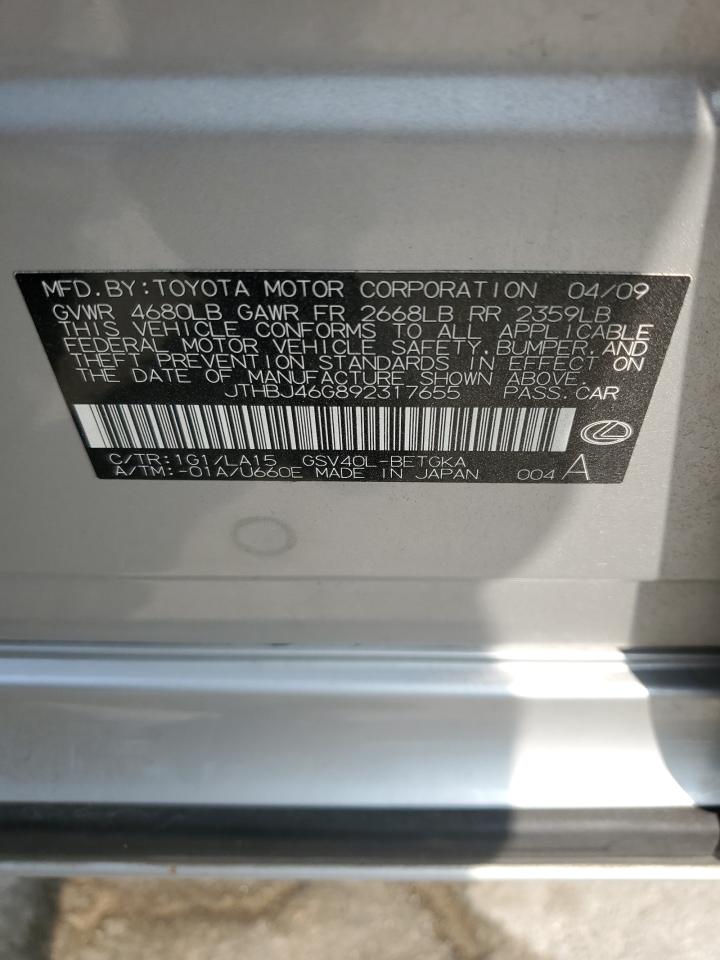 MFD.BY:TOYOTA MOTOR CORPORATION 04/09
GVWR 4680LB GAWR FR 2668LB RR 2359LB
THIS VEHICLE CONFORMS TO ALL APPLICABLE
FEDERAL MOTOR VEHICLE SAFETY,BUMPER,AND
THEFT PREVENTION STANDARDS IN EFFECT ON
THE DATE OF MANUFACTURE SHOWN ABOVE.
JTHBJ46G892317655 PASS.CAR
C/TR:1G1/LA15 GSV40L-BETGKA
A/TM:-01A/U660E MADE IN JAPAN 004 A